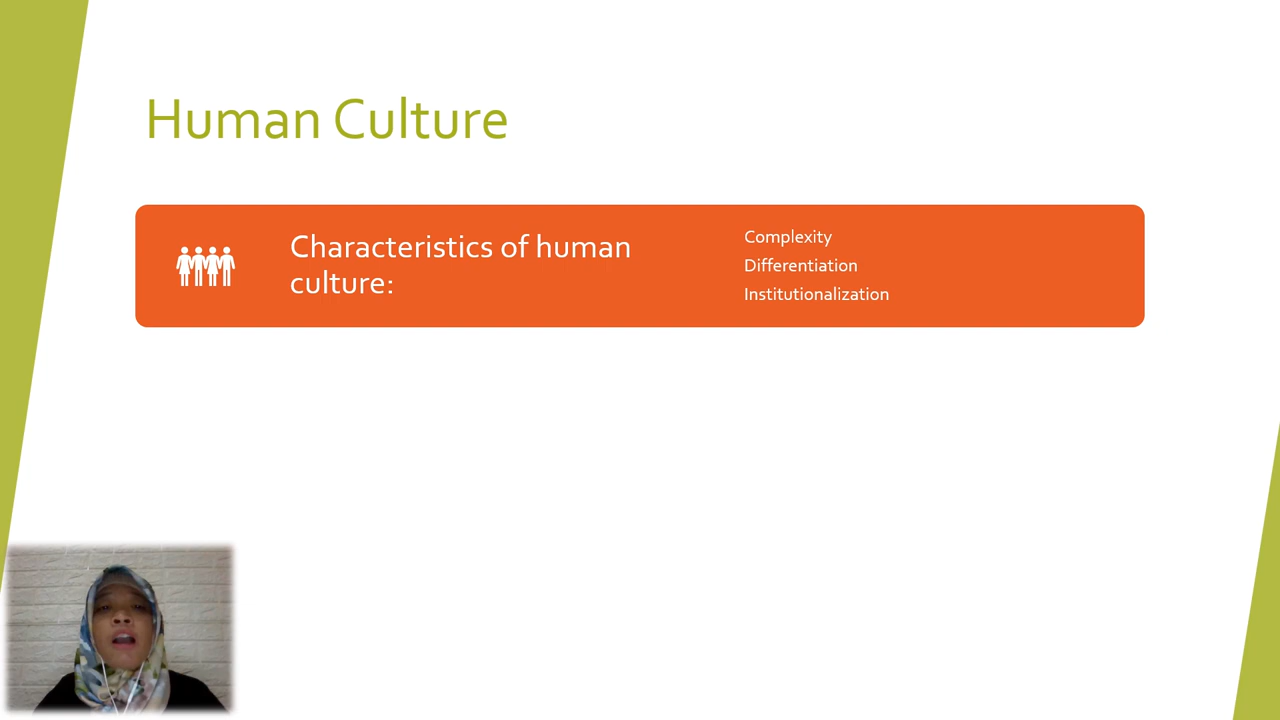 Human Culture
Characteristics of human
culture:
Complexity
Differentiation
Institutionalization